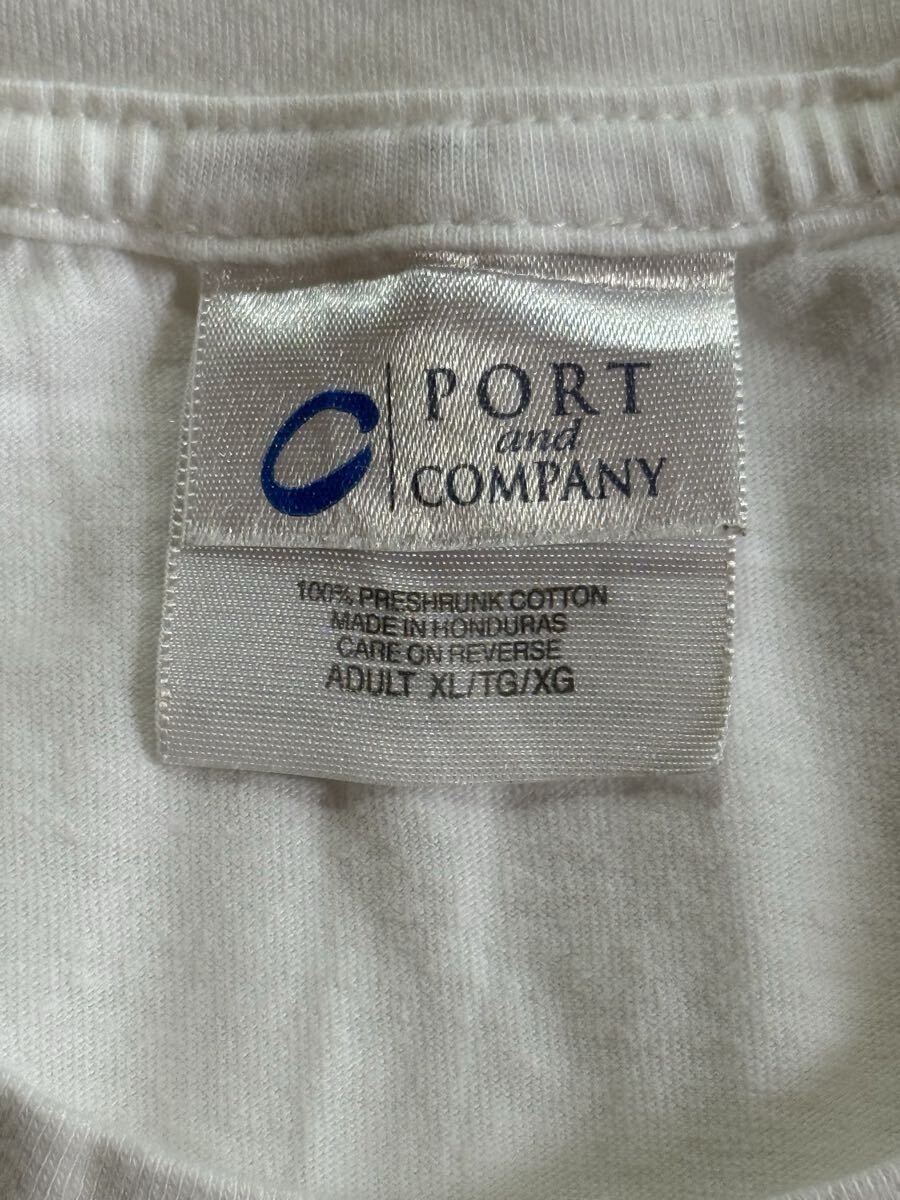 PORT
and
COMPANY
100% PRESHRUNK COTTON
MADE IN HONDURAS
CARE ON REVERSE
ADULT XL/TG/XG